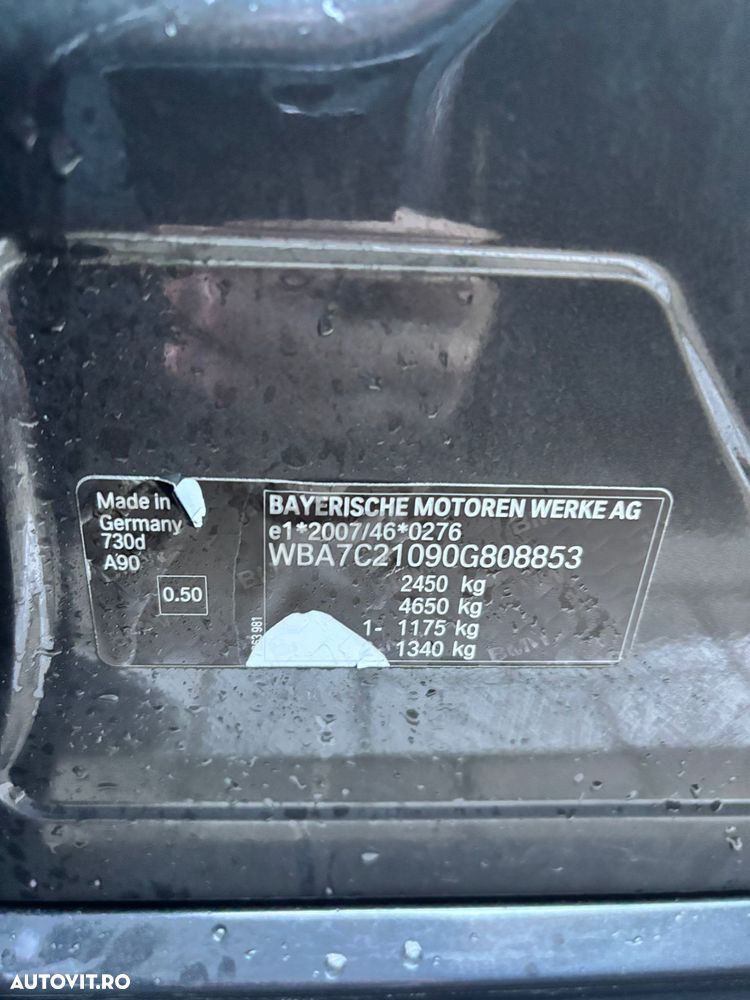 Made in
Germany
730d
A90
0.50
BAYERISCHE MOTOREN WERKE AG
e1*2007/46*0276
WBA7C21090G808853
2450 kg
4650 kg
1- 1175 kg
1340 kg
AUTOVIT.RO